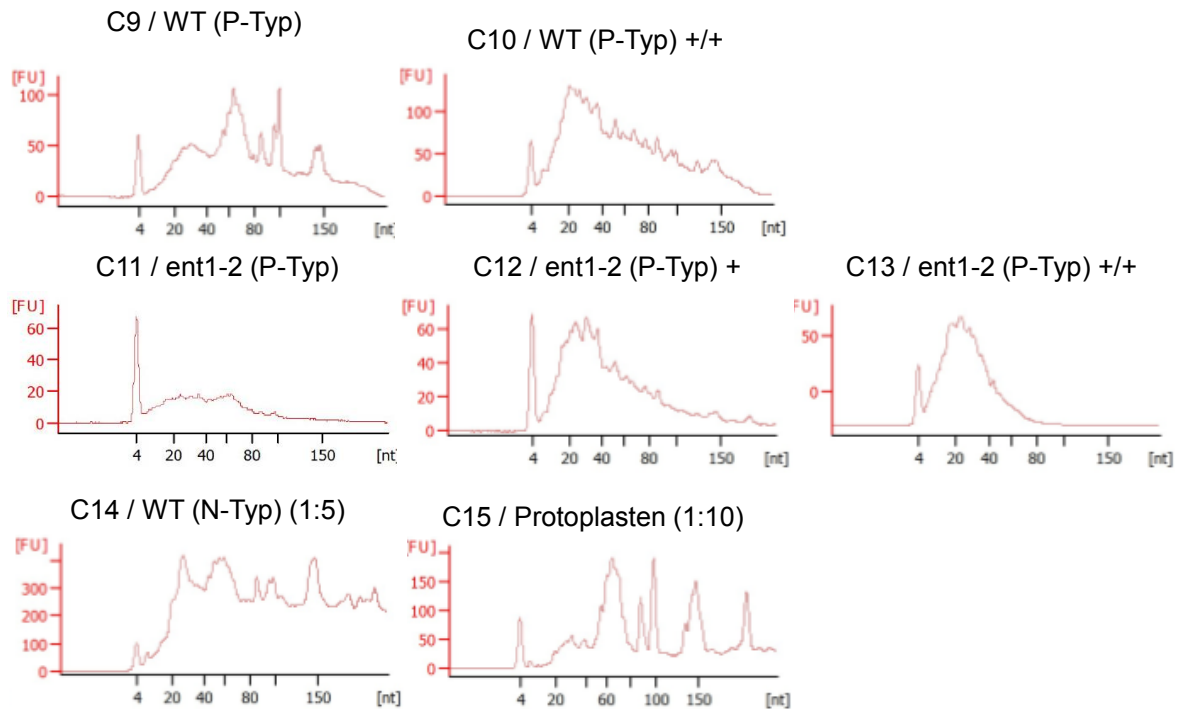 C9 / WT (P-Typ)
C10 / WT (P-Typ) +/+
[FU]
100
50
0
4 20 40 80 150 [nt]
[FU]
100
50
0
4 20 40 80 150 [nt]
C11 / ent1-2 (P-Typ)
C12 / ent1-2 (P-Typ) +
C13 / ent1-2 (P-Typ) +/+
[FU]
60
40
20
0
4 20 40 80 150 [nt]
[FU]
60
40
20
0
4 20 40 80 150 [nt]
FU]
50
0
4 20 40 80 150 [nt]
C14 / WT (N-Typ) (1:5)
C15 / Protoplasten (1:10)
[FU]
300
200
100
0
4 20 40 80 150 [nt]
FU]
150
100
50
0
4 20 60 100 150 [nt]